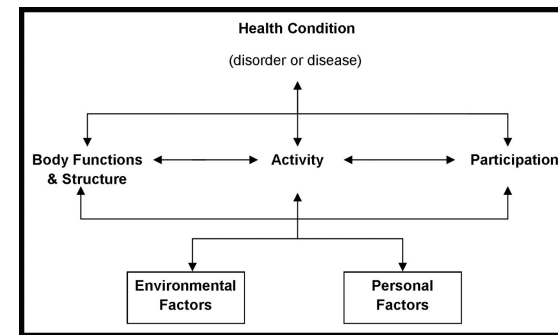 Health Condition
(disorder or disease)
Body Functions
& Structure
Activity
Participation
Environmental
Factors
Personal
Factors